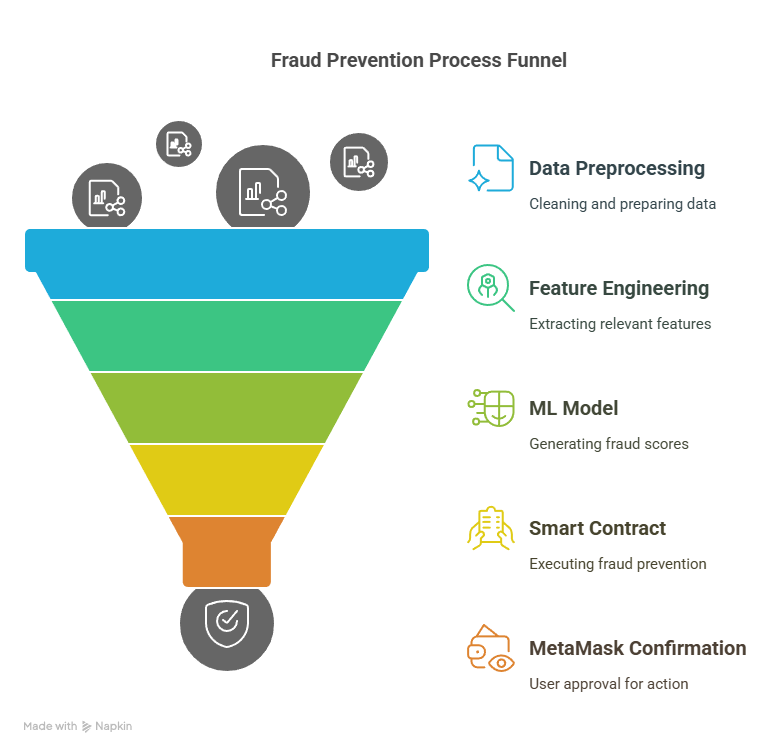 Fraud Prevention Process Funnel
Data Preprocessing
Cleaning and preparing data
Feature Engineering
Extracting relevant features
ML Model
Generating fraud scores
Smart Contract
Executing fraud prevention
MetaMask Confirmation
User approval for action
Made with Napkin